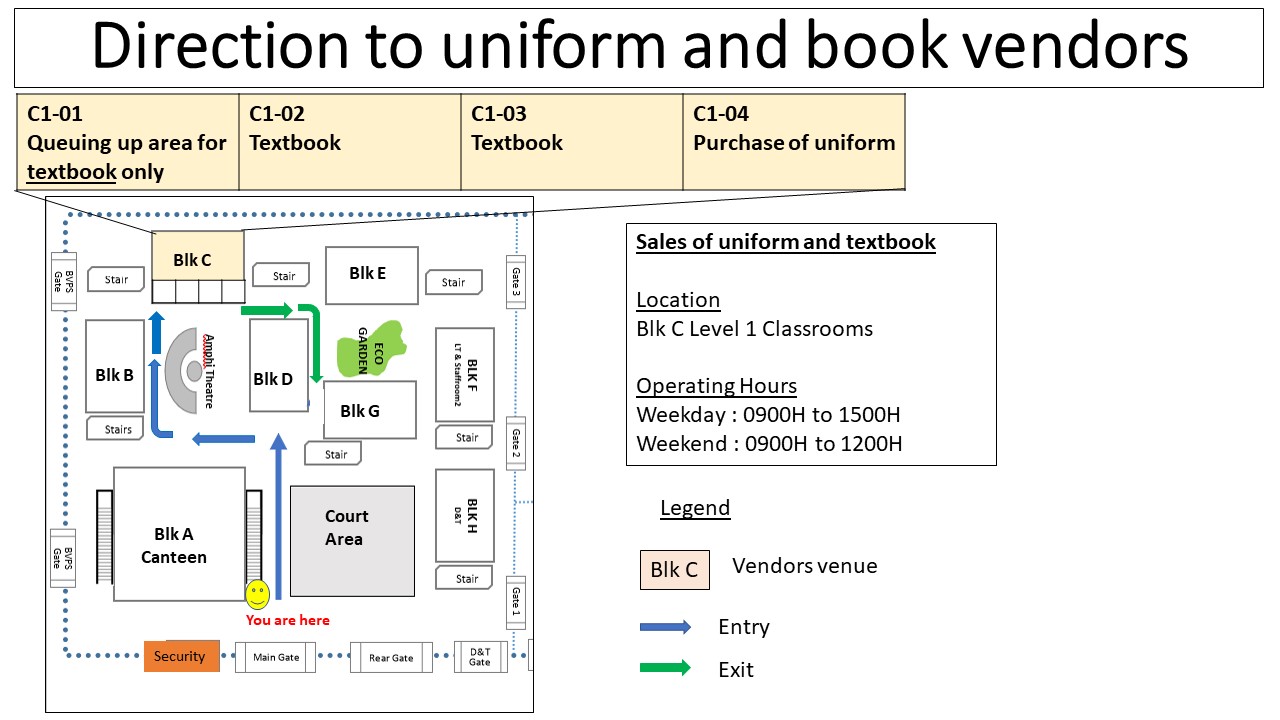 Direction to uniform and book vendors
C1-01
Queuing up area for
textbook only
C1-02
Textbook
C1-03
Textbook
C1-04
Purchase of uniform
Blk C
Stair
Stair
Blk E
Stair
BVPS
Gate
Gate 3
Blk B
Amphi Theatre
Blk D
ECO
GARDEN
BLK F
LT & Staffroom2
Blk G
Stairs
Stair
Stair
Gate 2
Blk A
Canteen
Court
Area
BLK H
D&T
BVPS
Gate
Stair
Gate 1
You are here
Security
Main Gate
Rear Gate
D&T
Gate
Sales of uniform and textbook
Location
Blk C Level 1 Classrooms
Operating Hours
Weekday : 0900H to 1500H
Weekend : 0900H to 1200H
Legend
Blk C
Vendors venue
Entry
Exit